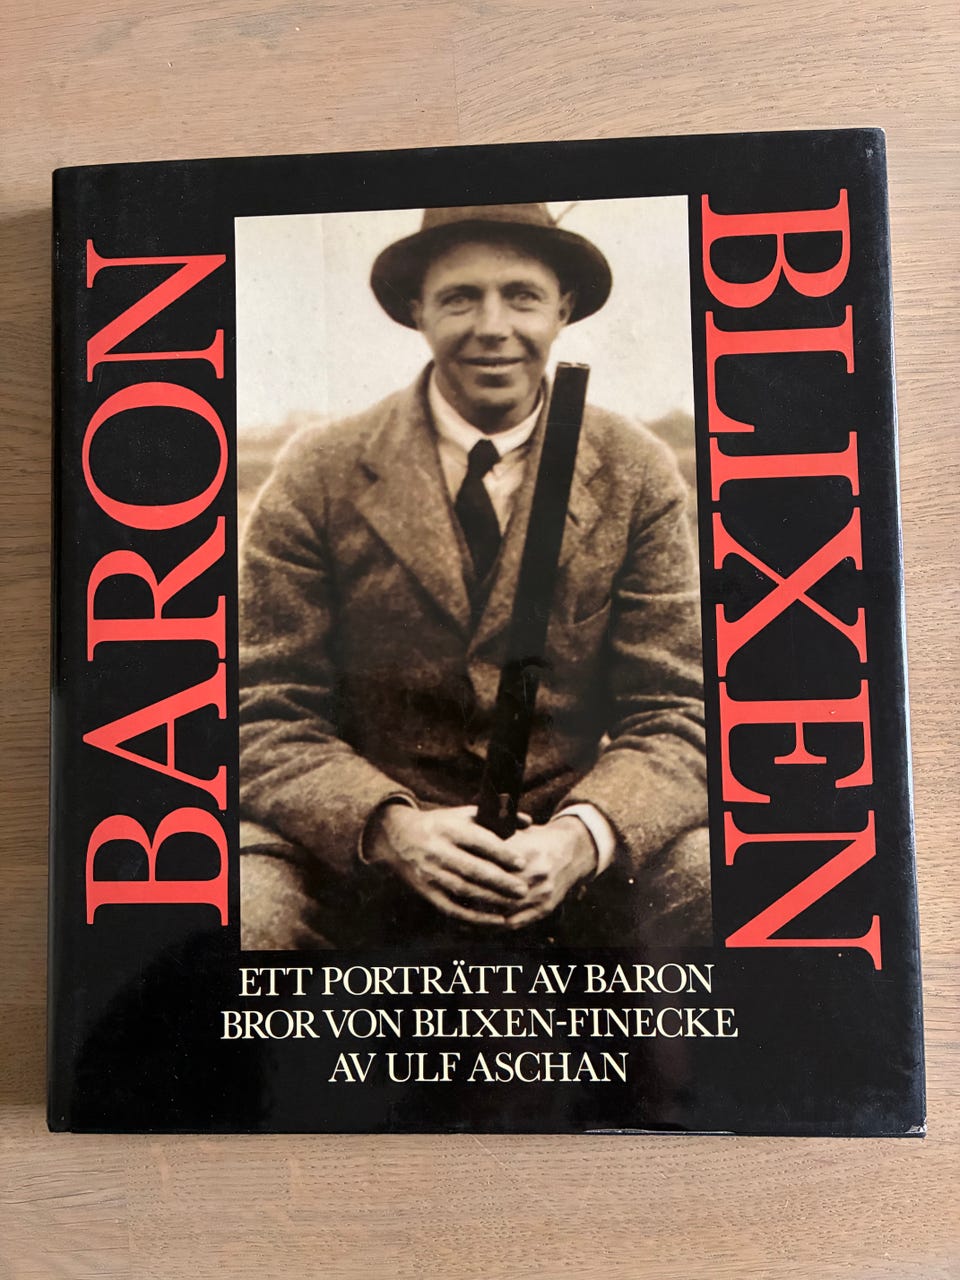 BARON
BLIXEN
ETT PORTRÄTT AV BARON
BROR VON BLIXEN-FINECKE
AV ULF ASCHAN